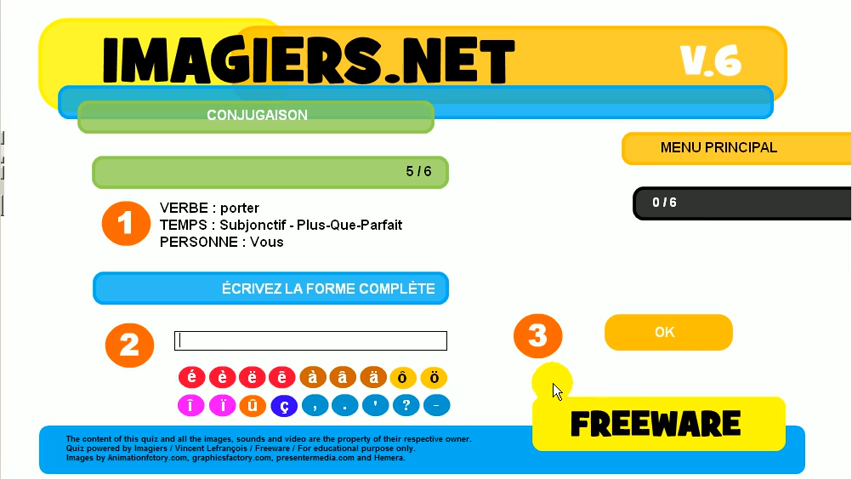 IMAGIERS.NET
V.6
CONJUGAISON
MENU PRINCIPAL
5 / 6
0 / 6
1
VERBE : porter
TEMPS : Subjonctif - Plus-Que-Parfait
PERSONNE : Vous
ÉCRIVEZ LA FORME COMPLÈTE
2
3
OK
é è ë ê à â ä ô ö
î ï û ç , . ' ? -
FREEWARE
The content of this quiz and all the images, sounds and video are the property of their respective owner.
Quiz powered by Imagiers / Vincent Lefrançois / Freeware / For educational purpose only.
Images by Animationfctory.com, graphicsfactory.com, presentermedia.com and Hemera.